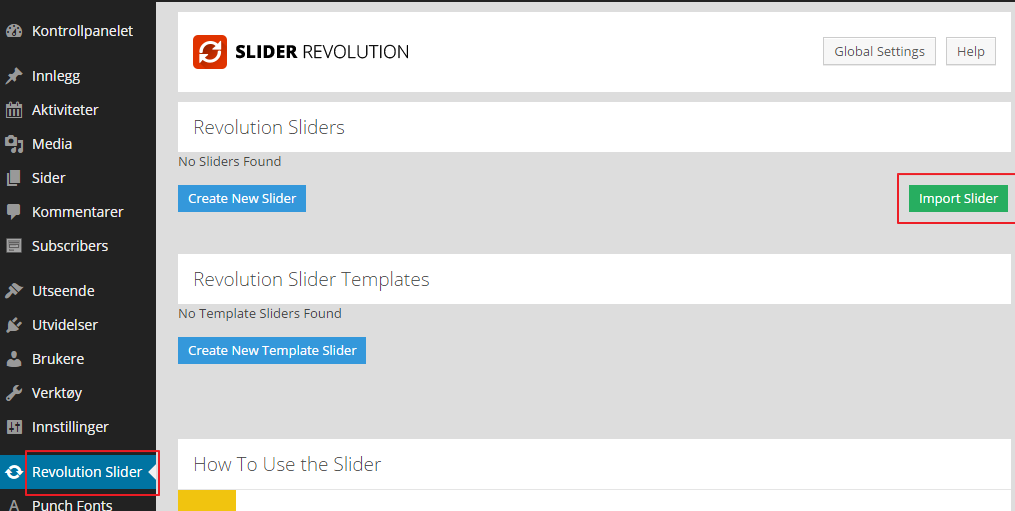 Kontrollpanelet
Innlegg
Aktiviteter
Media
Sider
Kommentarer
Subscribers
Utseende
Utvidelser
Brukere
Verktøy
Innstillinger
Revolution Slider
Punch Fonts
SLIDER REVOLUTION
Global Settings
Help
Revolution Sliders
No Sliders Found
Create New Slider
Import Slider
Revolution Slider Templates
No Template Sliders Found
Create New Template Slider
How To Use the Slider